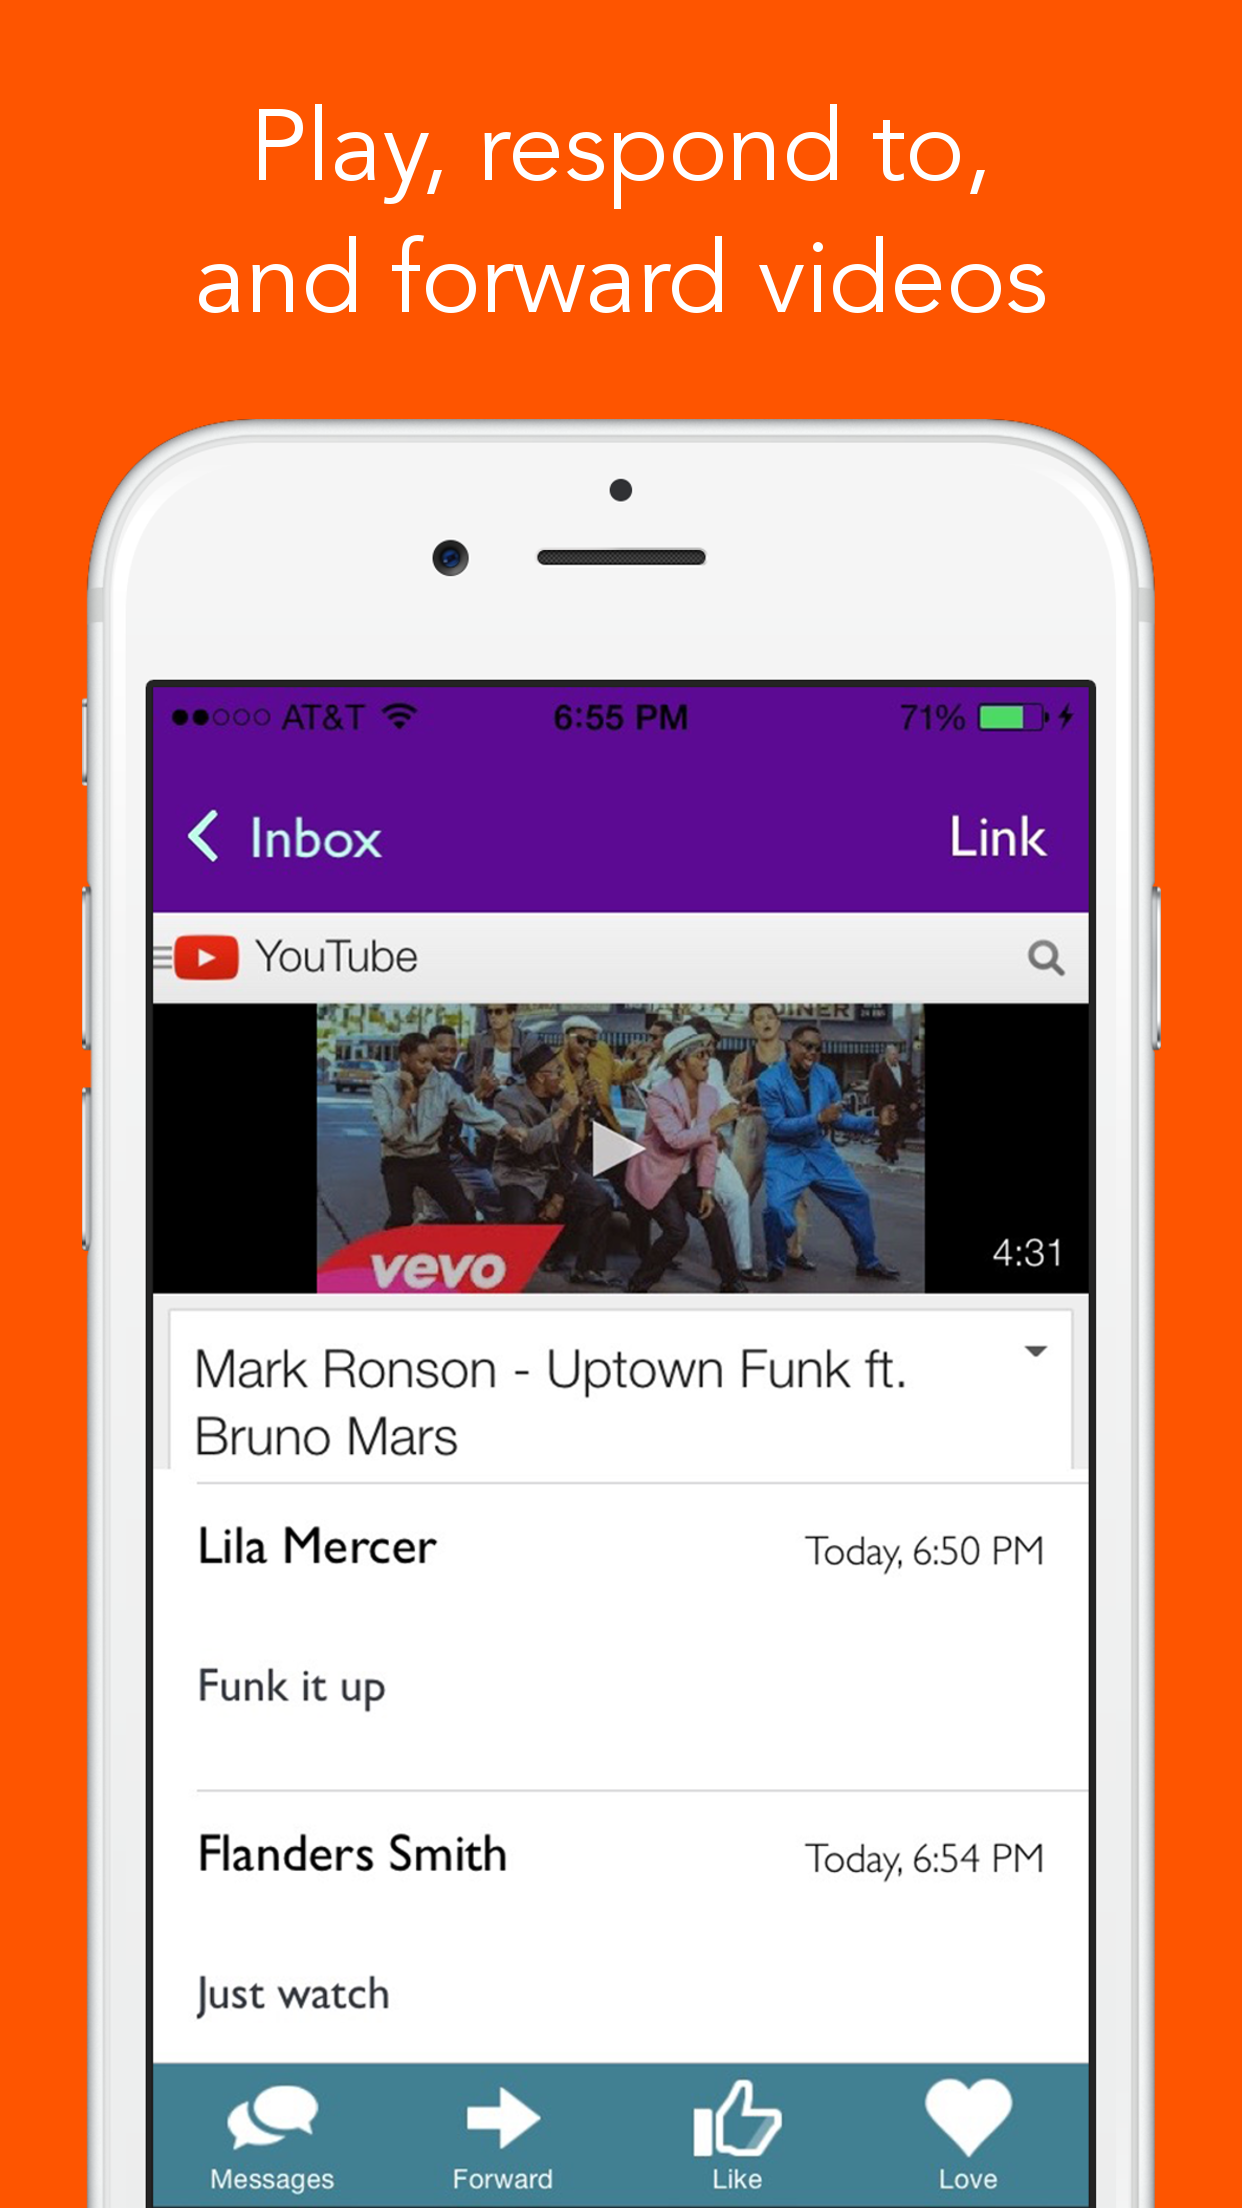 Play, respond to,
and forward videos
AT&T 6:55 PM 71%
Inbox Link
YouTube
DINER
vevo
4:31
Mark Ronson - Uptown Funk ft.
Bruno Mars
Lila Mercer Today, 6:50 PM
Funk it up
Flanders Smith Today, 6:54 PM
Just watch
Messages Forward Like Love